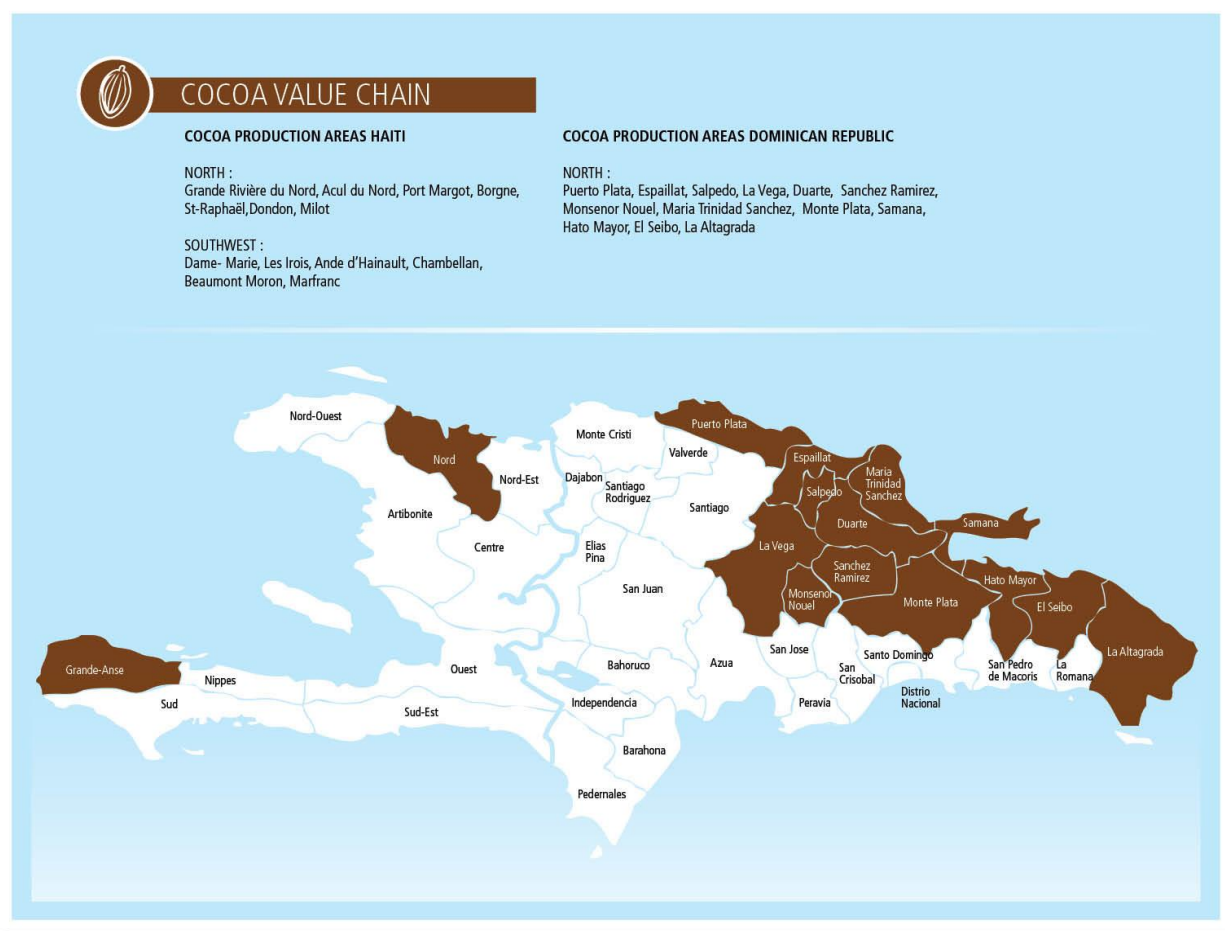 COCOA VALUE CHAIN
COCOA PRODUCTION AREAS HAITI
NORTH :
Grande Rivière du Nord, Acul du Nord, Port Margot, Borgne,
St-Raphaël,Dondon, Milot
SOUTHWEST :
Dame- Marie, Les Irois, Ande d’Hainault, Chambellan,
Beaumont Moron, Marfranc
COCOA PRODUCTION AREAS DOMINICAN REPUBLIC
NORTH :
Puerto Plata, Espaillat, Salpedo, La Vega, Duarte, Sanchez Ramirez,
Monsenor Nouel, Maria Trinidad Sanchez, Monte Plata, Samana,
Hato Mayor, El Seibo, La Altagrada
Nord-Ouest
Nord
Nord-Est
Artibonite
Centre
Grande-Anse
Nippes
Sud
Ouest
Sud-Est
Monte Cristi
Puerto Plata
Valverde
Dajabon
Santiago
Rodriguez
Santiago
Espaillat
Salpedo
Maria
Trinidad
Sanchez
Duarte
Samana
La Vega
Elias
Pina
San Juan
Sanchez
Ramirez
Monsenor
Nouel
Monte Plata
Hato Mayor
El Seibo
La Altagrada
Bahoruco
Azua
San Jose
San
Crisobal
Santo Domingo
San Pedro
de Macoris
La
Romana
Distrio
Nacional
Peravia
Independencia
Barahona
Pedernales